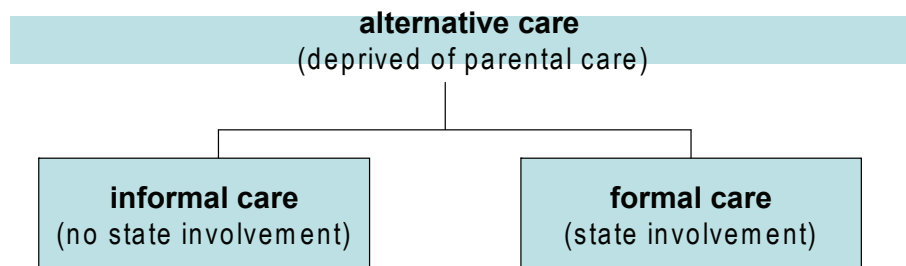 alternative care
(deprived of parental care)
informal care
(no state involvement)
formal care
(state involvement)